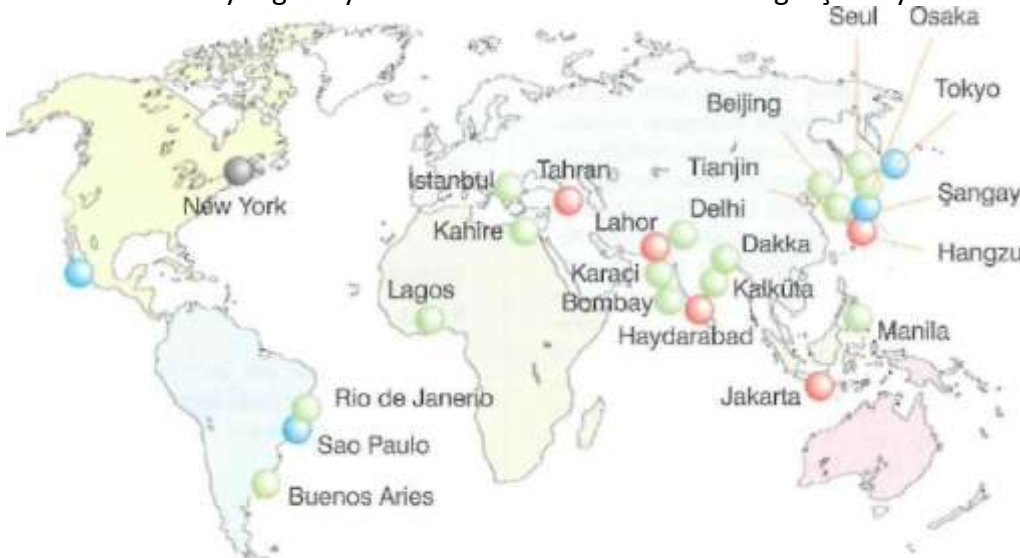 Seul Osaka
Beijing
Tokyo
Tianjin
İstanbul
Tahran
Şangay
New York
Delhi
Lahor
Kahire
Dakka
Hangzu
Karaçi
Lagos
Kalküta
Bombay
Haydarabad
Manila
Jakarta
Rio de Janerio
Sao Paulo
Buenos Aries